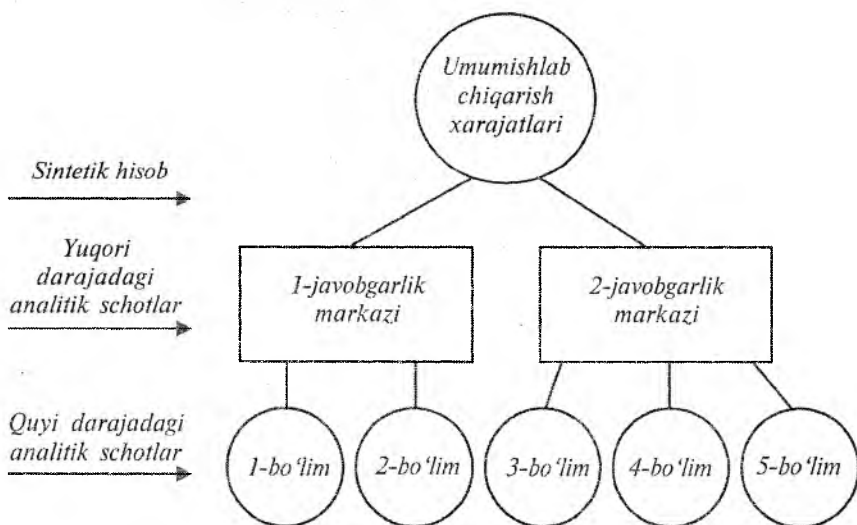 Umumishlab
chiqarish
xarajatlari
Sintetik hisob
Yuqori
darajadagi
analitik schotlar
1-javobgarlik
markazi
2-javobgarlik
markazi
Quyi darajadagi
analitik schotlar
1-bo‘lim
2-bo‘lim
3-bo‘lim
4-bo‘lim
5-bo‘lim